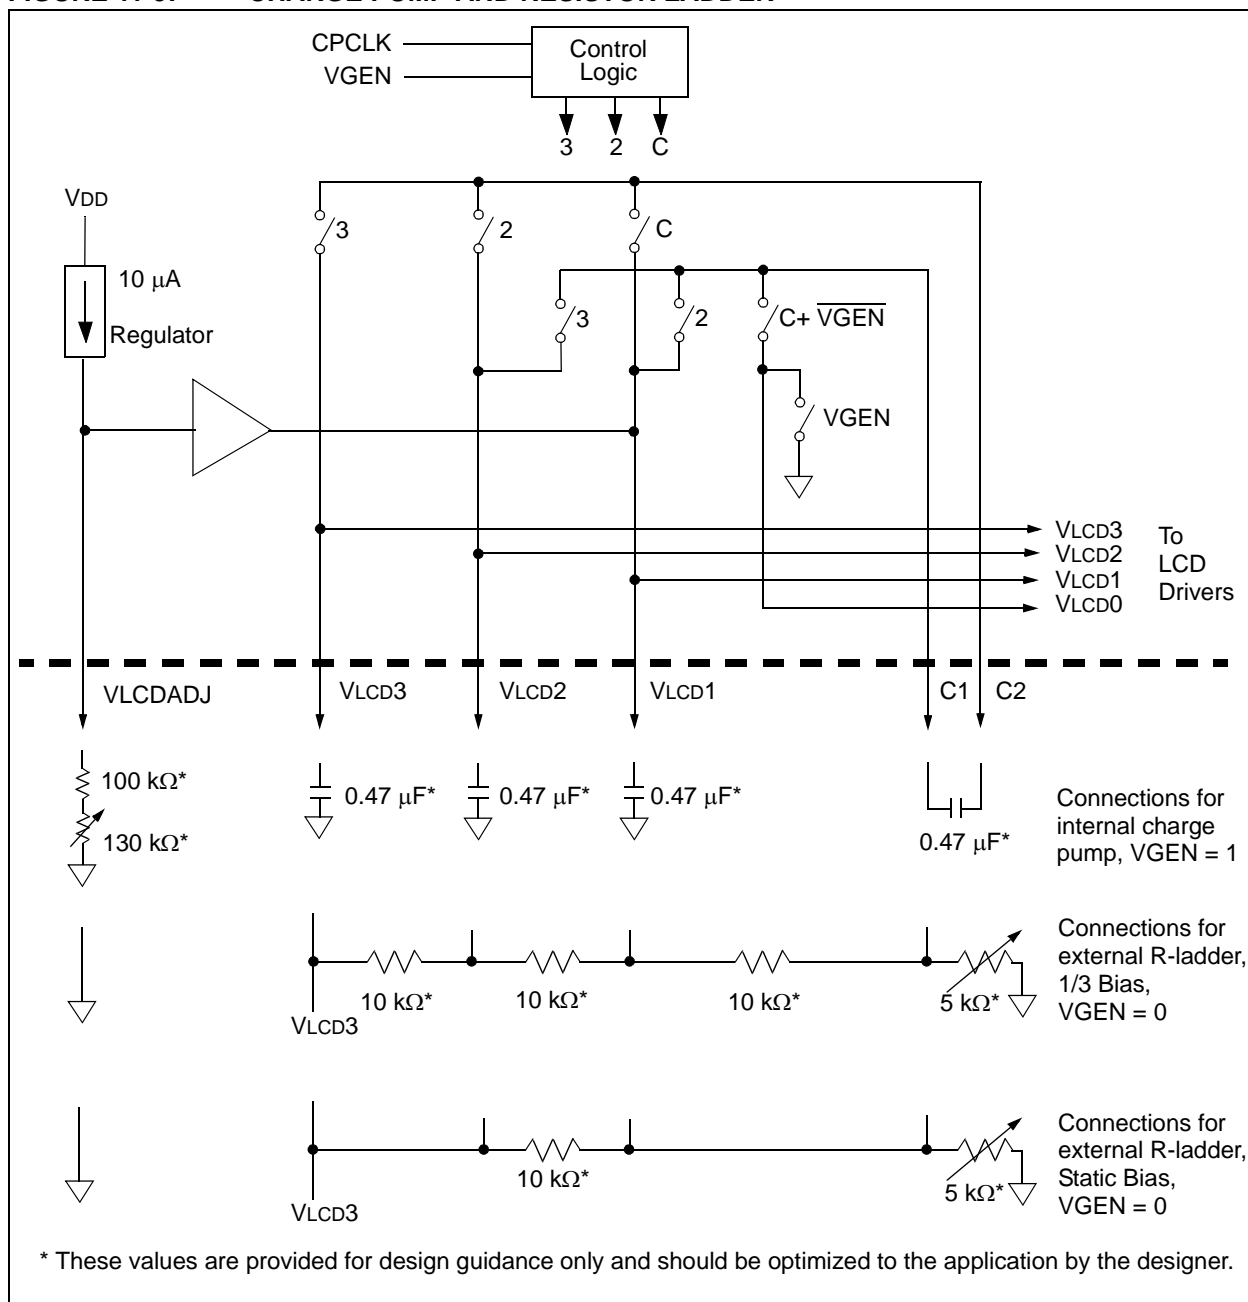 CPCLK
VGEN
Control
Logic
3 2 C
VDD
3
2
C
10 μA
Regulator
3
2
C+ V̅G̅E̅N̅
VGEN
VLCD3
VLCD2
VLCD1
VLCD0
To
LCD
Drivers
VLCDADJ
VLCD3
VLCD2
VLCD1
C1
C2
100 kΩ*
130 kΩ*
0.47 μF*
0.47 μF*
0.47 μF*
0.47 μF*
Connections for
internal charge
pump, VGEN = 1
10 kΩ*
10 kΩ*
10 kΩ*
5 kΩ*
VLCD3
Connections for
external R-ladder,
1/3 Bias,
VGEN = 0
10 kΩ*
5 kΩ*
VLCD3
Connections for
external R-ladder,
Static Bias,
VGEN = 0
* These values are provided for design guidance only and should be optimized to the application by the designer.